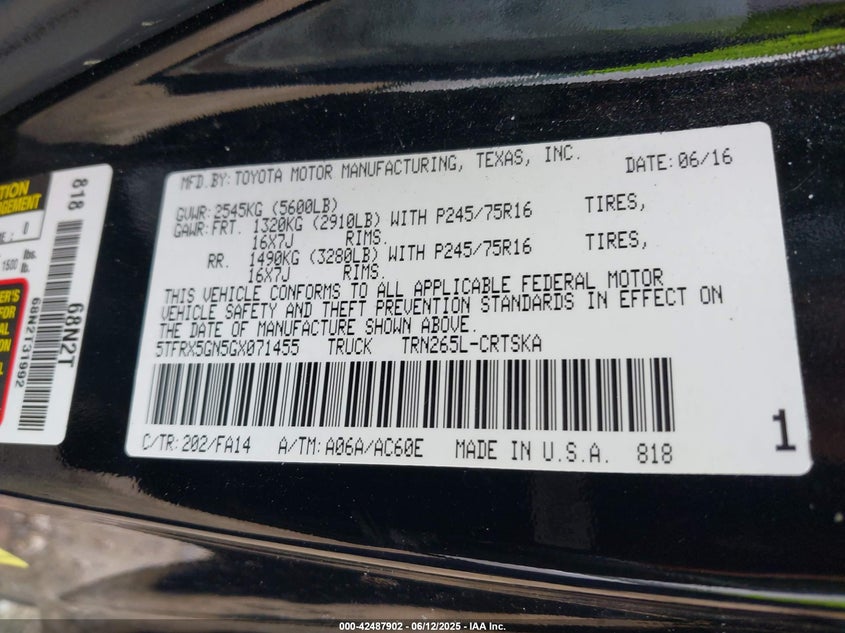 MFD.BY: TOYOTA MOTOR MANUFACTURING, TEXAS, INC. DATE: 06/16
GVWR: 2545KG (5600LB)
GAWR: FRT. 1320KG (2910LB) WITH P245/75R16 TIRES,
16X7J RIMS.
RR. 1490KG (3280LB) WITH P245/75R16 TIRES,
16X7J RIMS.
THIS VEHICLE CONFORMS TO ALL APPLICABLE FEDERAL MOTOR
VEHICLE SAFETY AND THEFT PREVENTION STANDARDS IN EFFECT ON
THE DATE OF MANUFACTURE SHOWN ABOVE.
5TFRX5GN5GX071455 TRUCK TRN265L-CRTSKA
C/TR: 202/FA14 A/TM: A06A/AC60E MADE IN U.S.A. 818
1
818
68N2T
68N2T31992
1500 lbs.
000-42487902 - 06/12/2025 - IAA Inc.